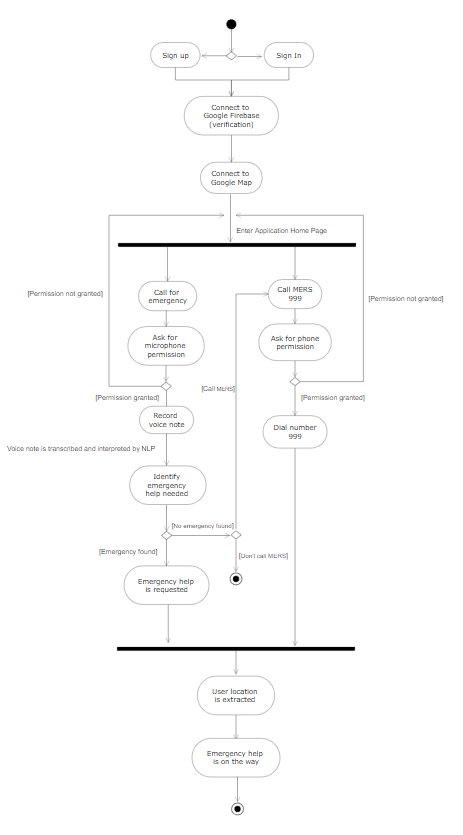 Sign up
Sign In
Connect to
Google Firebase
(verification)
Connect to
Google Map
Enter Application Home Page
Call for
emergency
Call MERS
999
[Permission not granted]
[Permission not granted]
Ask for
microphone
permission
Ask for phone
permission
[Call MERS]
[Permission granted]
[Permission granted]
Record
voice note
Dial number
999
Voice note is transcribed and interpreted by NLP
Identify
emergency
help needed
[No emergency found]
[Emergency found]
[Don't call MERS]
Emergency help
is requested
User location
is extracted
Emergency help
is on the way